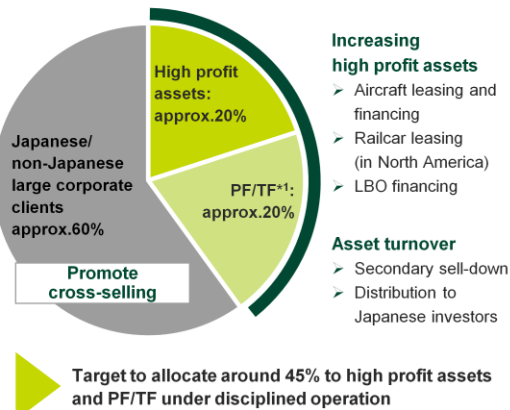 High profit
assets:
approx.20%
Japanese/
non-Japanese
large corporate
clients
approx.60%
PF/TF*1:
approx.20%
Promote
cross-selling
Increasing
high profit assets
➢ Aircraft leasing and
financing
➢ Railcar leasing
(in North America)
➢ LBO financing
Asset turnover
➢ Secondary sell-down
➢ Distribution to
Japanese investors
Target to allocate around 45% to high profit assets
and PF/TF under disciplined operation